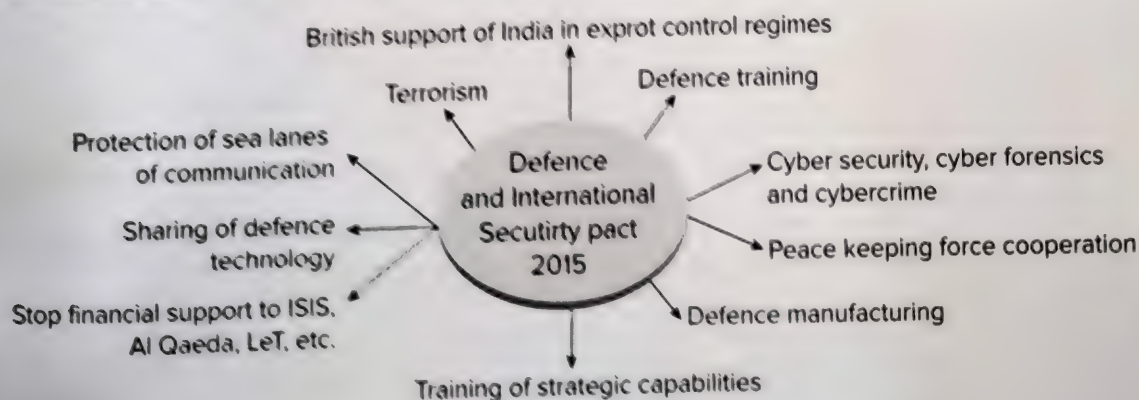 British support of India in exprot control regimes
Terrorism
Defence training
Protection of sea lanes
of communication
Defence
and International
Secutirty pact
2015
Cyber security, cyber forensics
and cybercrime
Sharing of defence
technology
Peace keeping force cooperation
Stop financial support to ISIS,
Al Qaeda, LeT, etc.
Defence manufacturing
Training of strategic capabilities